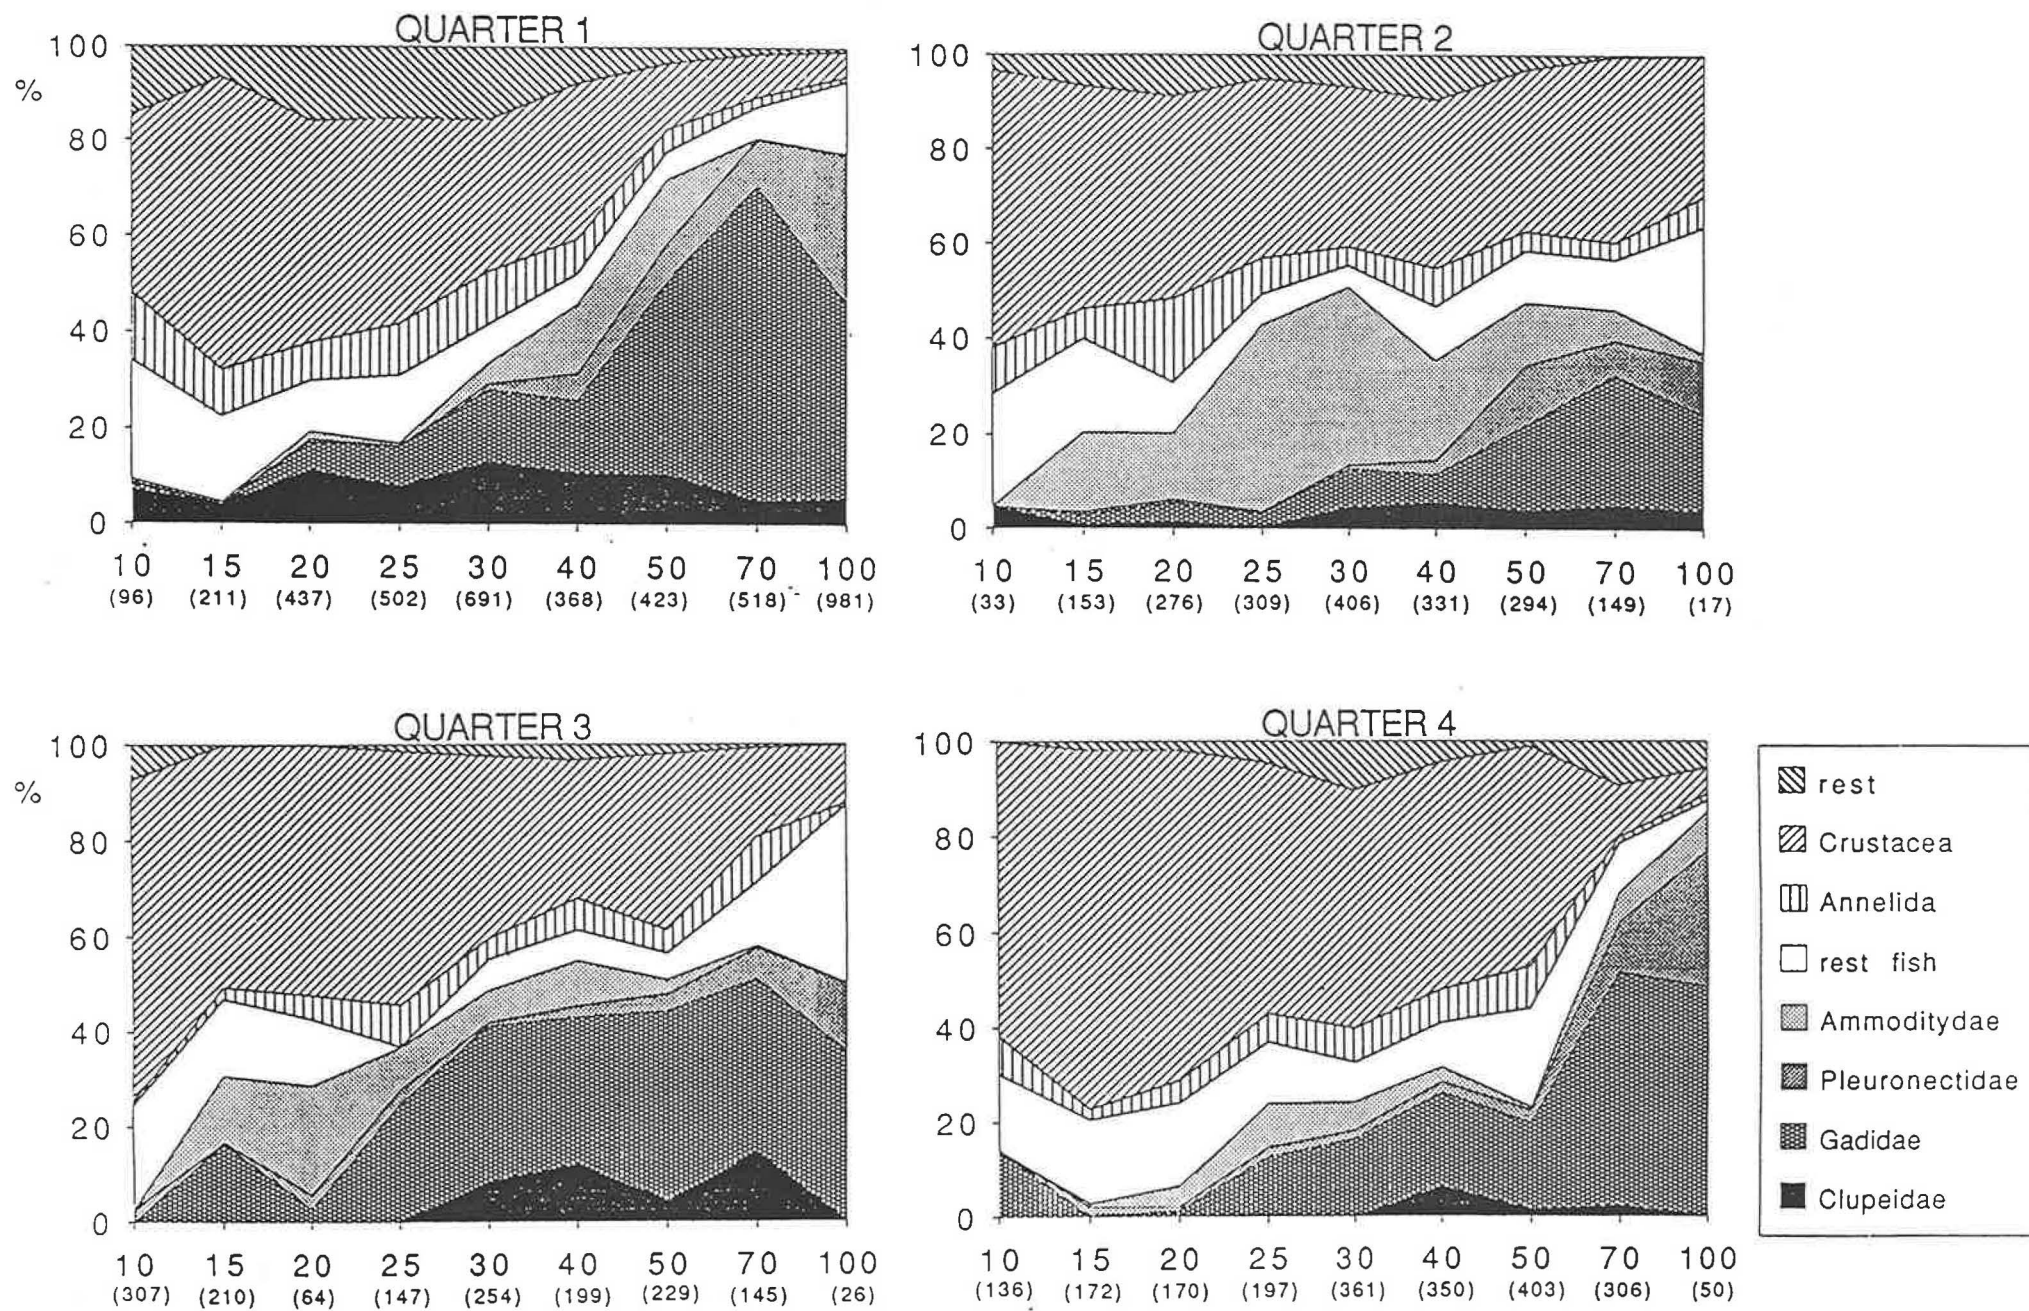 QUARTER 1
100
%
80
60
40
20
0
10 15 20 25 30 40 50 70 100
(96) (211) (437) (502) (691) (368) (423) (518) (981)
QUARTER 2
100
80
60
40
20
0
10 15 20 25 30 40 50 70 100
(33) (153) (276) (309) (406) (331) (294) (149) (17)
QUARTER 3
100
%
80
60
40
20
0
10 15 20 25 30 40 50 70 100
(307) (210) (64) (147) (254) (199) (229) (145) (26)
QUARTER 4
100
80
60
40
20
0
10 15 20 25 30 40 50 70 100
(136) (172) (170) (197) (361) (350) (403) (306) (50)
rest
Crustacea
Annelida
rest fish
Ammoditydae
Pleuronectidae
Gadidae
Clupeidae